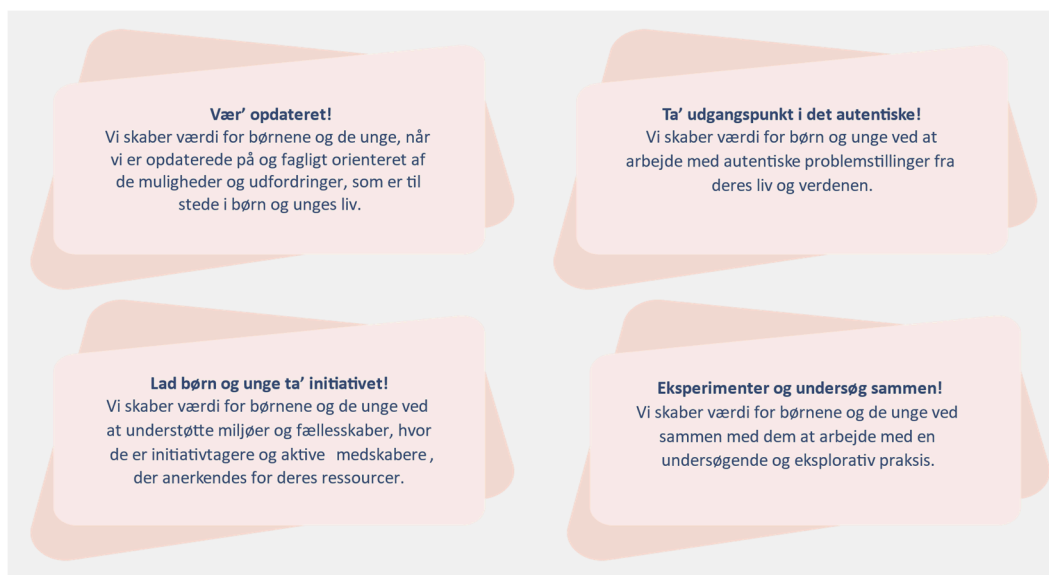 Vær’ opdateret!
Vi skaber værdi for børnene og de unge, når
vi er opdaterede på og fagligt orienteret af
de muligheder og udfordringer, som er til
stede i børn og unges liv.
Ta’ udgangspunkt i det autentiske!
Vi skaber værdi for børn og unge ved at
arbejde med autentiske problemstillinger fra
deres liv og verdenen.
Lad børn og unge ta’ initiativet!
Vi skaber værdi for børnene og de unge ved
at understøtte miljøer og fællesskaber, hvor
de er initiativtagere og aktive medskabere,
der anerkendes for deres ressourcer.
Eksperimenter og undersøg sammen!
Vi skaber værdi for børnene og de unge ved
sammen med dem at arbejde med en
undersøgende og eksplorativ praksis.